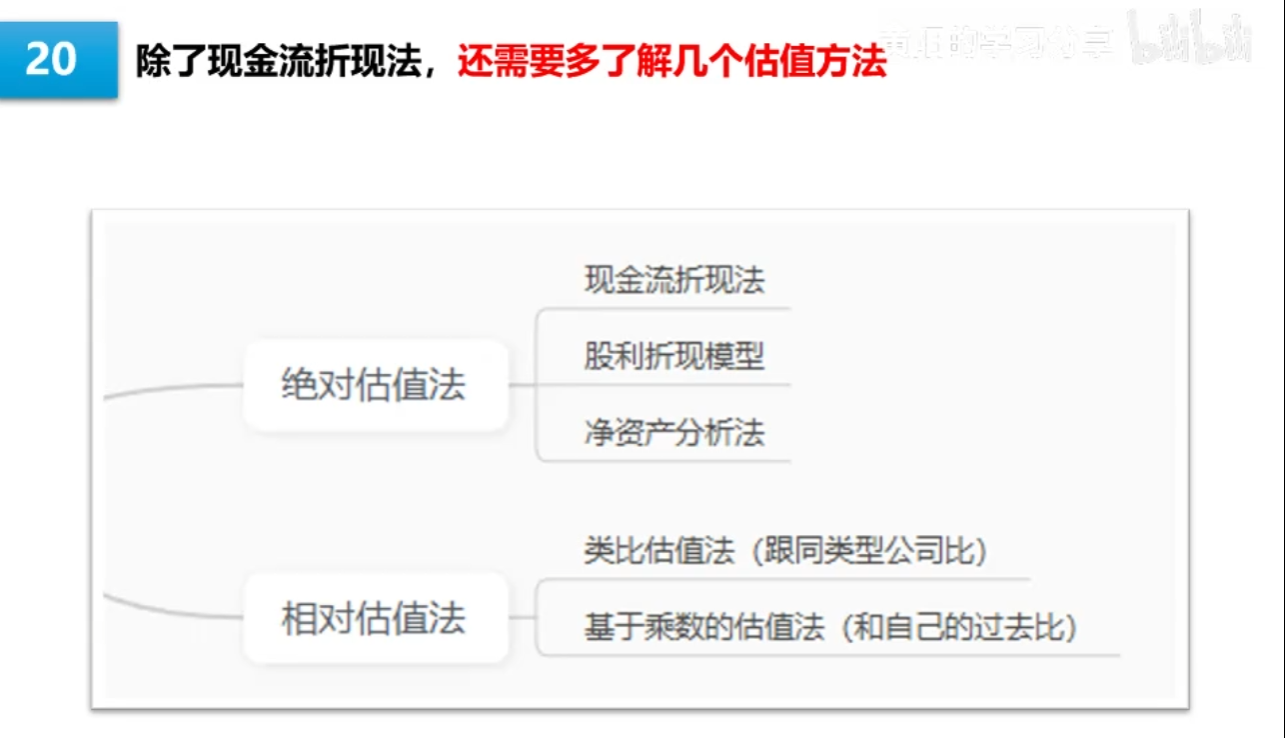 20
除了现金流折现法，还需要多了解几个估值方法
bilibili
现金流折现法
股利折现模型
净资产分析法
绝对估值法
类比估值法（跟同类型公司比）
基于乘数的估值法（和自己的过去比）
相对估值法